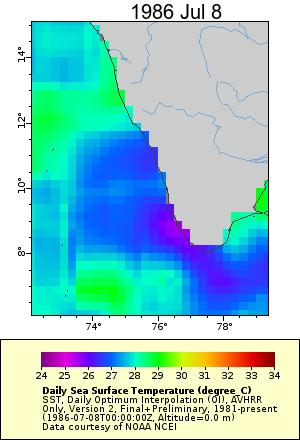 1986 Jul 8
14°
12°
10°
8°
74°
76°
78°
24 25 26 27 28 29 30 31 32 33 34
Daily Sea Surface Temperature (degree_C)
SST, Daily Optimum Interpolation (OI), AVHRR
Only, Version 2, Final+Preliminary, 1981-present
(1986-07-08T00:00:00Z, Altitude=0.0 m)
Data courtesy of NOAA NCEI